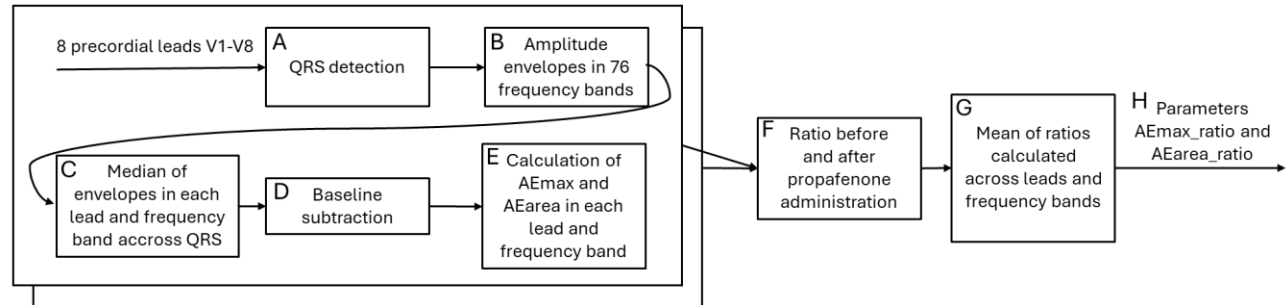 8 precordial leads V1-V8
A
QRS detection
B
Amplitude
envelopes in 76
frequency bands
C
Median of
envelopes in each
lead and frequency
band accross QRS
D
Baseline
subtraction
E
Calculation of
AEmax and
AEarea in each
lead and
frequency band
F
Ratio before
and after
propafenone
administration
G
Mean of ratios
calculated
across leads and
frequency bands
H
Parameters
AEmax_ratio and
AEarea_ratio